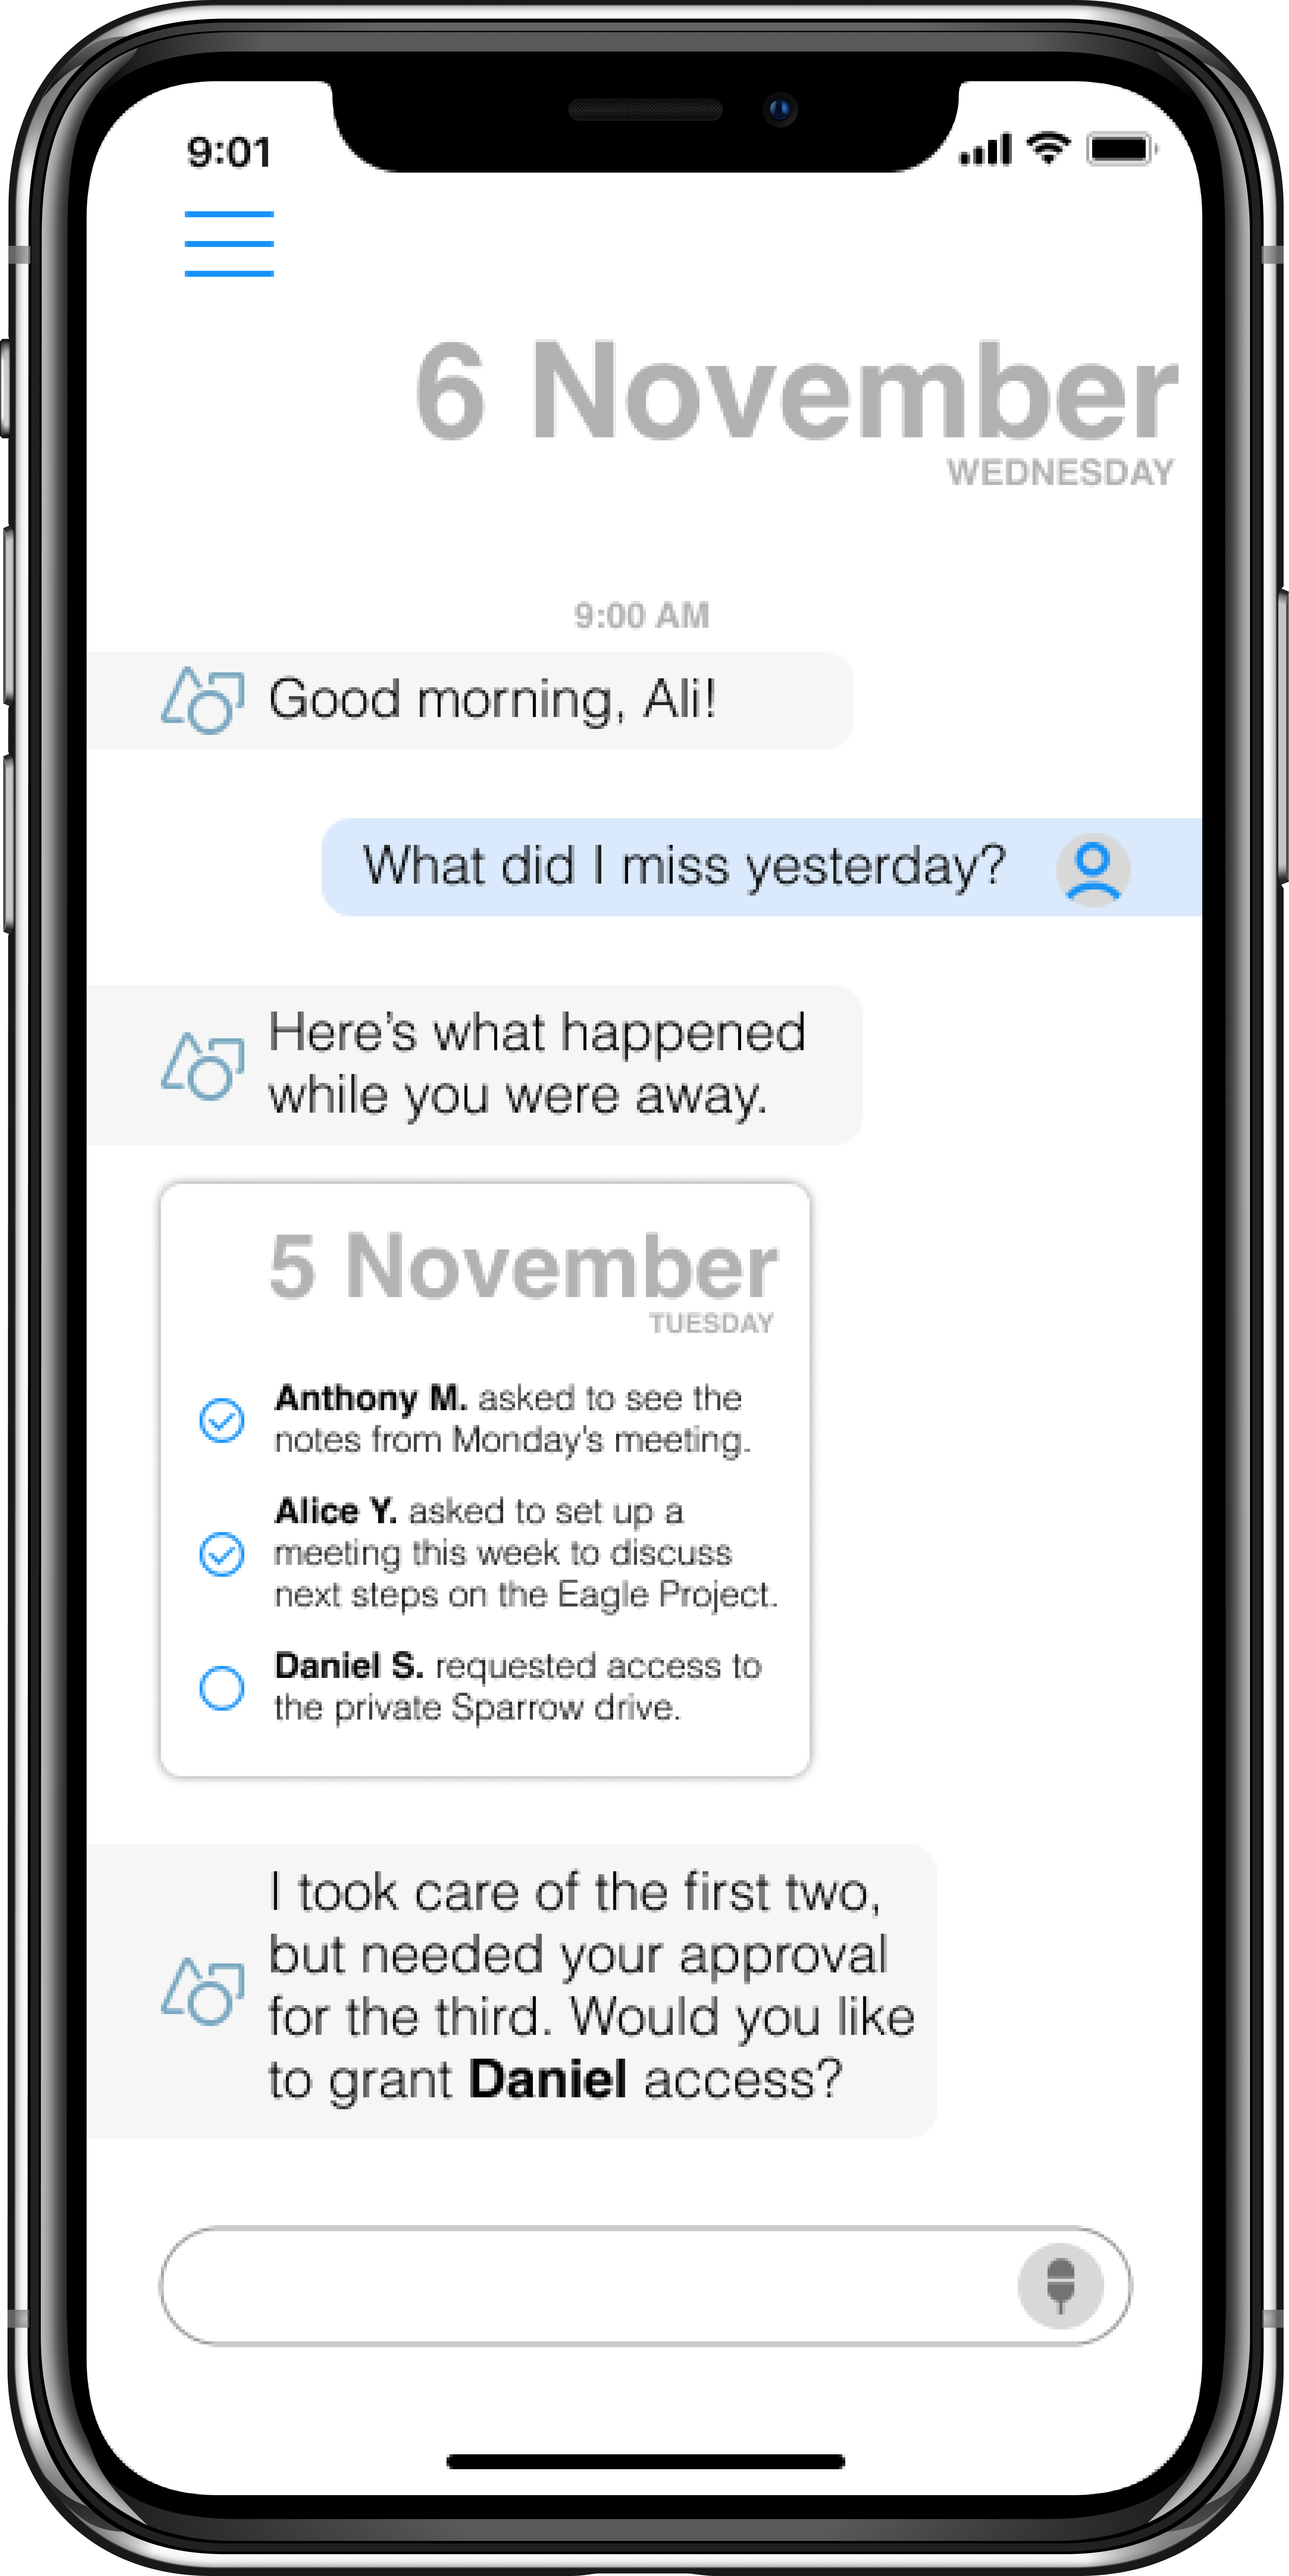 9:01
6 November
WEDNESDAY
9:00 AM
Good morning, Ali!
What did I miss yesterday?
Here’s what happened
while you were away.
5 November
TUESDAY
Anthony M. asked to see the
notes from Monday's meeting.
Alice Y. asked to set up a
meeting this week to discuss
next steps on the Eagle Project.
Daniel S. requested access to
the private Sparrow drive.
I took care of the first two,
but needed your approval
for the third. Would you like
to grant Daniel access?